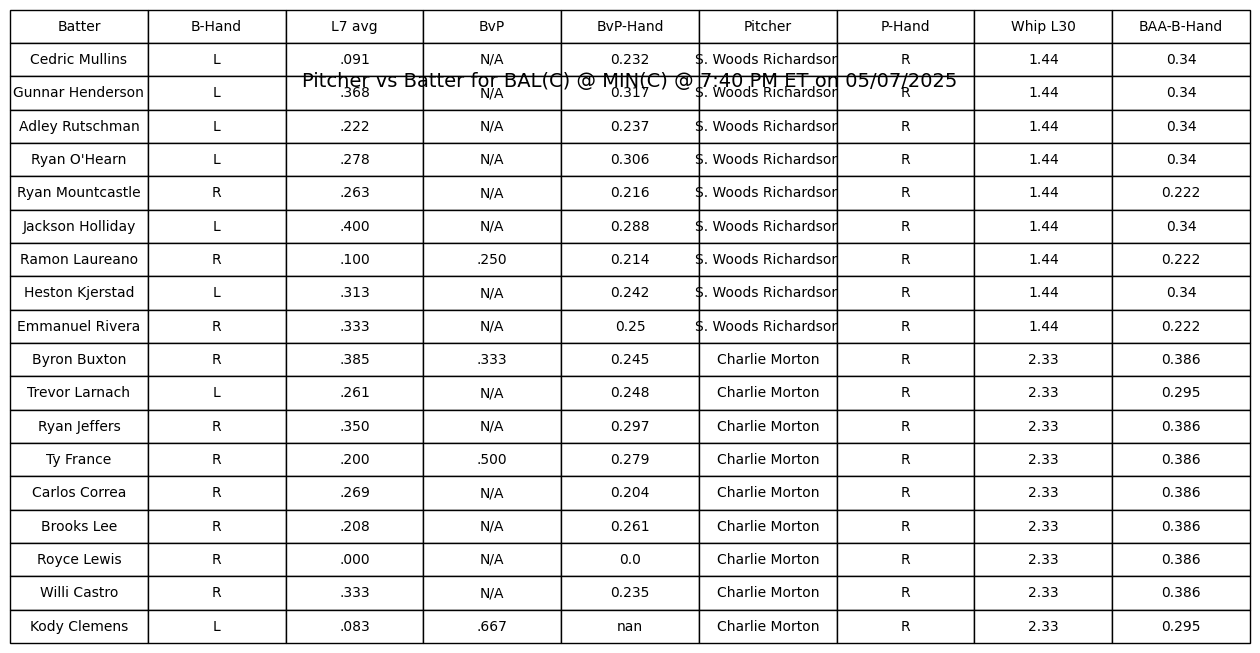 Batter B-Hand L7 avg BvP BvP-Hand Pitcher P-Hand Whip L30 BAA-B-Hand
Cedric Mullins L .091 N/A 0.232 S. Woods Richardson R 1.44 0.34
Pitcher vs Batter for BAL(C) @ MIN(C) @ 7:40 PM ET on 05/07/2025
Gunnar Henderson L .368 N/A 0.317 S. Woods Richardson R 1.44 0.34
Adley Rutschman L .222 N/A 0.237 S. Woods Richardson R 1.44 0.34
Ryan O'Hearn L .278 N/A 0.306 S. Woods Richardson R 1.44 0.34
Ryan Mountcastle R .263 N/A 0.216 S. Woods Richardson R 1.44 0.222
Jackson Holliday L .400 N/A 0.288 S. Woods Richardson R 1.44 0.34
Ramon Laureano R .100 .250 0.214 S. Woods Richardson R 1.44 0.222
Heston Kjerstad L .313 N/A 0.242 S. Woods Richardson R 1.44 0.34
Emmanuel Rivera R .333 N/A 0.25 S. Woods Richardson R 1.44 0.222
Byron Buxton R .385 .333 0.245 Charlie Morton R 2.33 0.386
Trevor Larnach L .261 N/A 0.248 Charlie Morton R 2.33 0.295
Ryan Jeffers R .350 N/A 0.297 Charlie Morton R 2.33 0.386
Ty France R .200 .500 0.279 Charlie Morton R 2.33 0.386
Carlos Correa R .269 N/A 0.204 Charlie Morton R 2.33 0.386
Brooks Lee R .208 N/A 0.261 Charlie Morton R 2.33 0.386
Royce Lewis R .000 N/A 0.0 Charlie Morton R 2.33 0.386
Willi Castro R .333 N/A 0.235 Charlie Morton R 2.33 0.386
Kody Clemens L .083 .667 nan Charlie Morton R 2.33 0.295